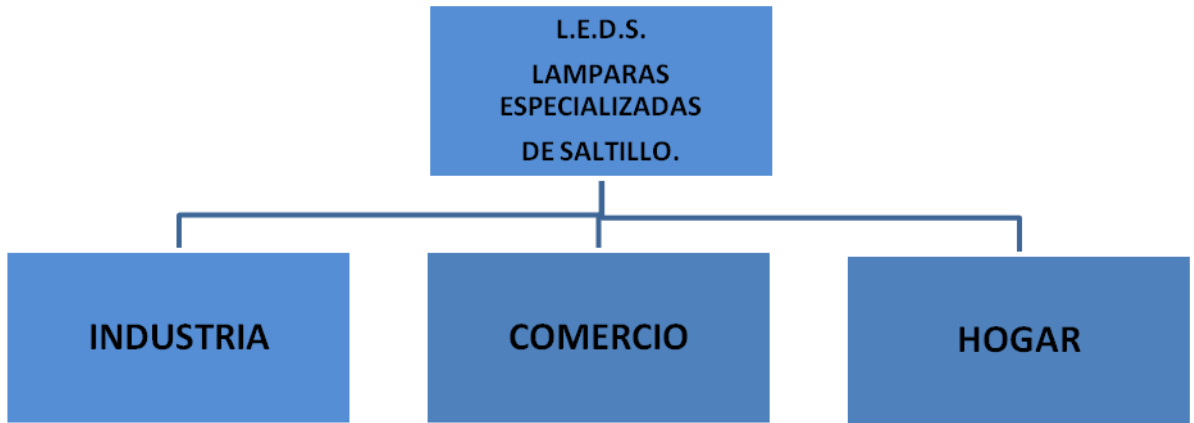 L.E.D.S.
LAMPARAS
ESPECIALIZADAS
DE SALTILLO.
INDUSTRIA
COMERCIO
HOGAR